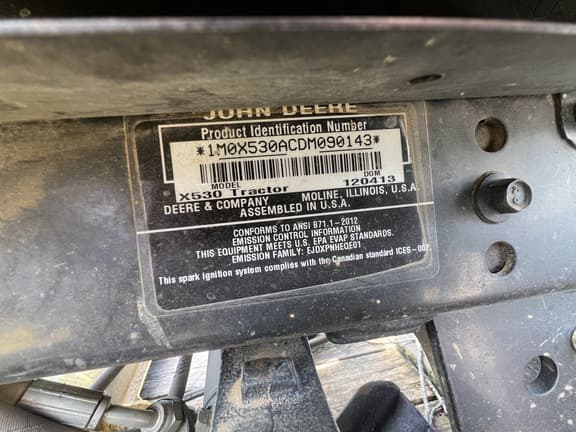 JOHN DEERE
Product Identification Number
*1M0X530ACDM090143*
MODEL DOM
X530 Tractor 120413
DEERE & COMPANY MOLINE, ILLINOIS, U.S.A.
ASSEMBLED IN U.S.A.
CONFORMS TO ANSI B71.1-2012
EMISSION CONTROL INFORMATION
THIS EQUIPMENT MEETS U.S. EPA EVAP STANDARDS.
EMISSION FAMILY: EJDXPNHEQE01
This spark ignition system complies with the Canadian standard ICES-002.